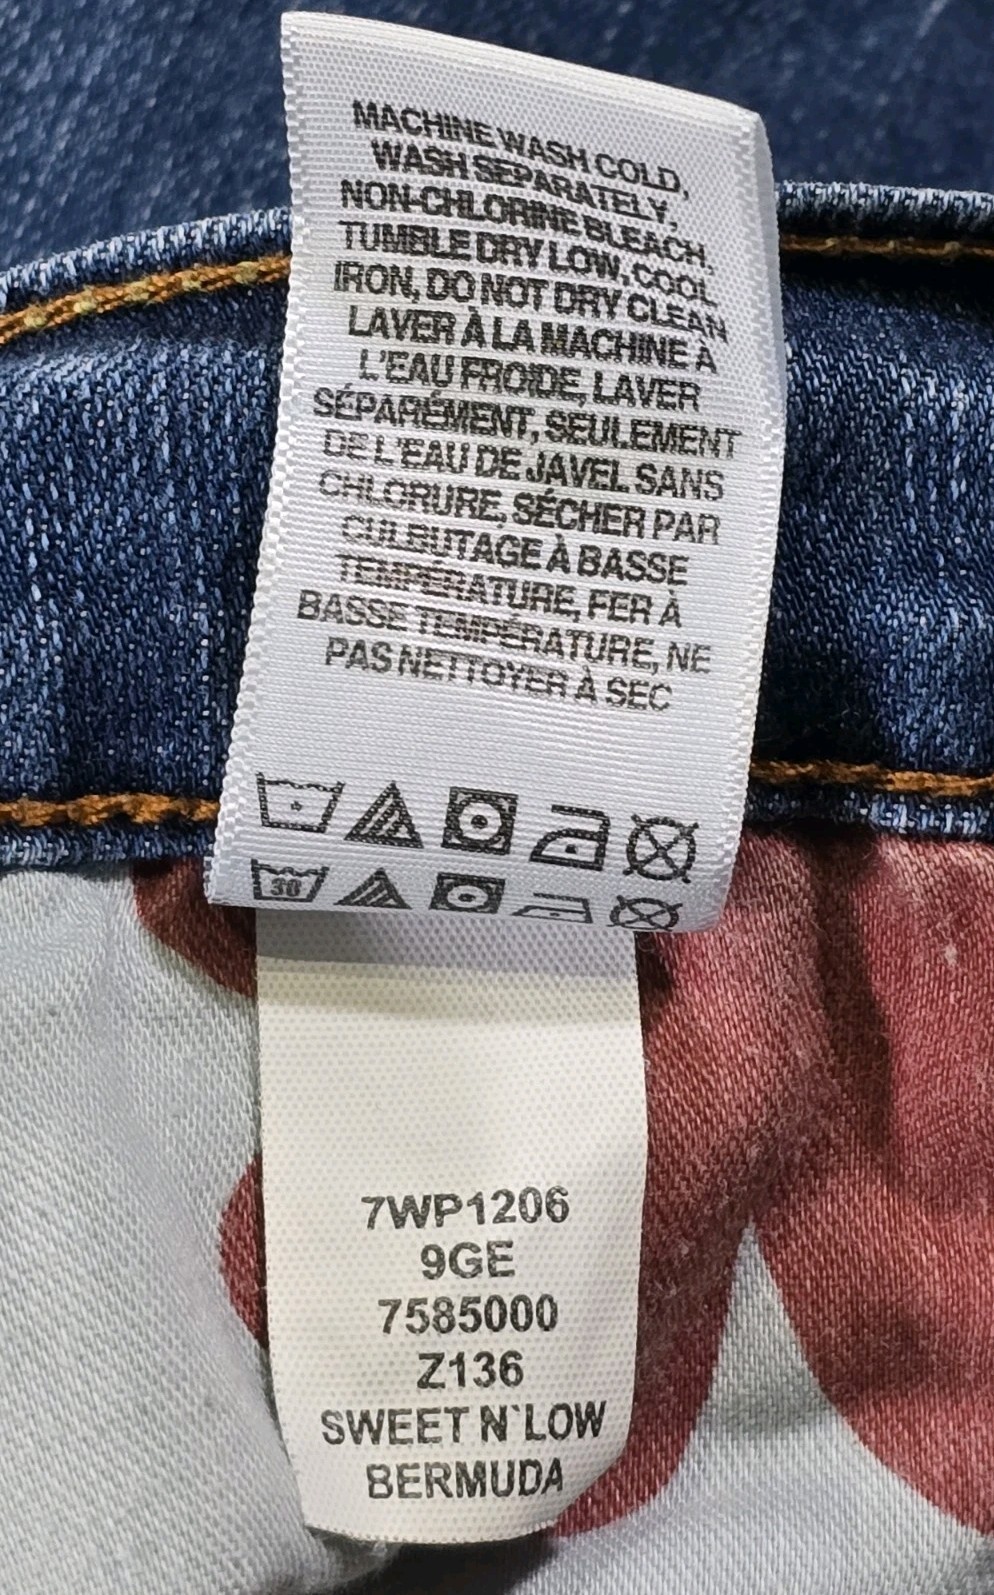 MACHINE WASH COLD,
WASH SEPARATELY,
NON-CHLORINE BLEACH.
TUMBLE DRY LOW, COOL
IRON, DO NOT DRY CLEAN
LAVER À LA MACHINE À
L'EAU FROIDE, LAVER
SÉPARÉMENT, SEULEMENT
DE L'EAU DE JAVEL SANS
CHLORURE, SÉCHER PAR
CULBUTAGE À BASSE
TEMPÉRATURE, FER À
BASSE TEMPÉRATURE, NE
PAS NETTOYER À SEC
30
7WP1206
9GE
7585000
Z136
SWEET N`LOW
BERMUDA